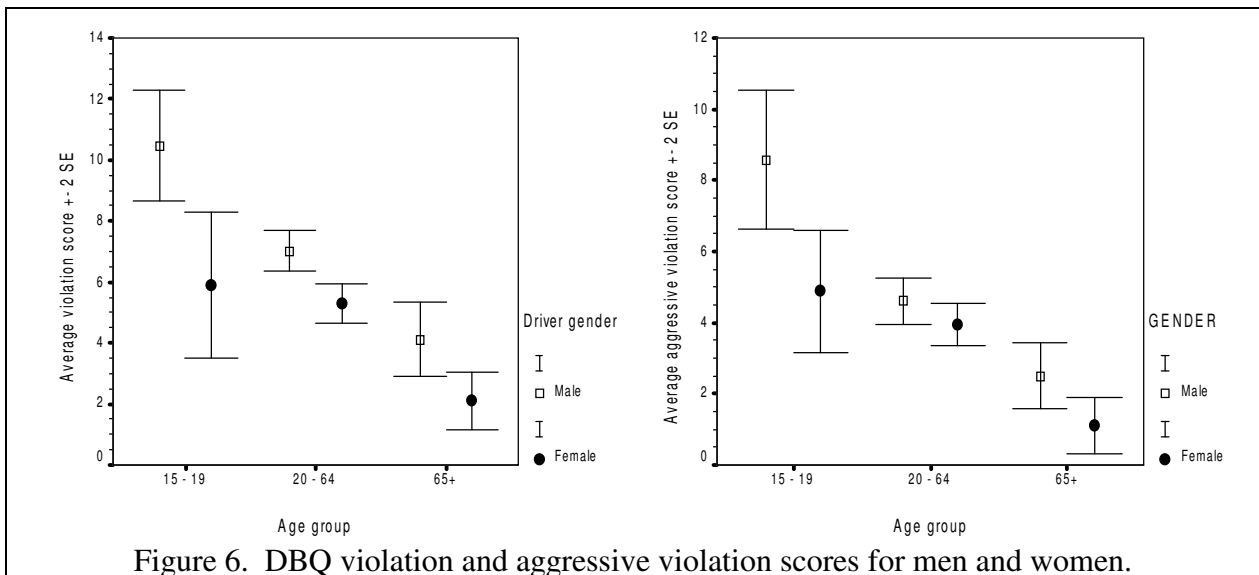 Average violation score +- 2 SE
14
12
10
8
6
4
2
0
15 - 19
20 - 64
65+
Age group
Driver gender
Male
Female
Average aggressive violation score +- 2 SE
12
10
8
6
4
2
0
15 - 19
20 - 64
65+
Age group
GENDER
Male
Female
Figure 6. DBQ violation and aggressive violation scores for men and women.